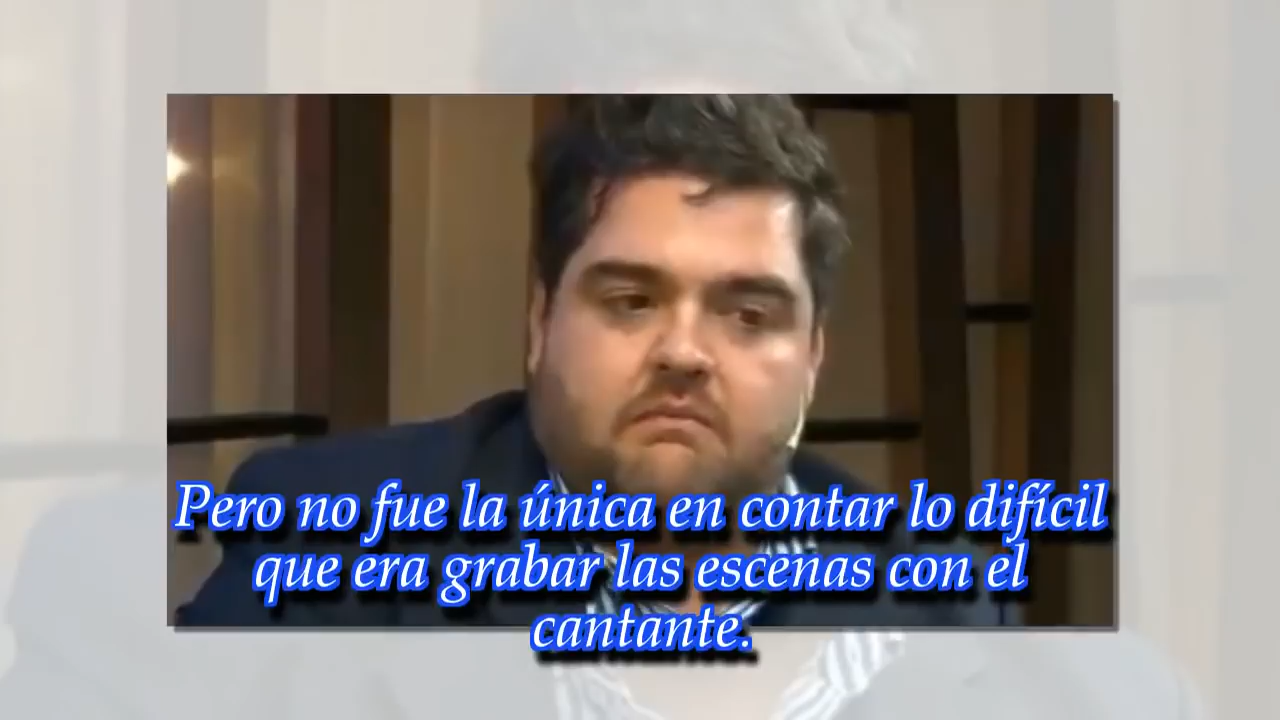 Pero no fue la única en contar lo difícil
que era grabar las escenas con el
cantante.